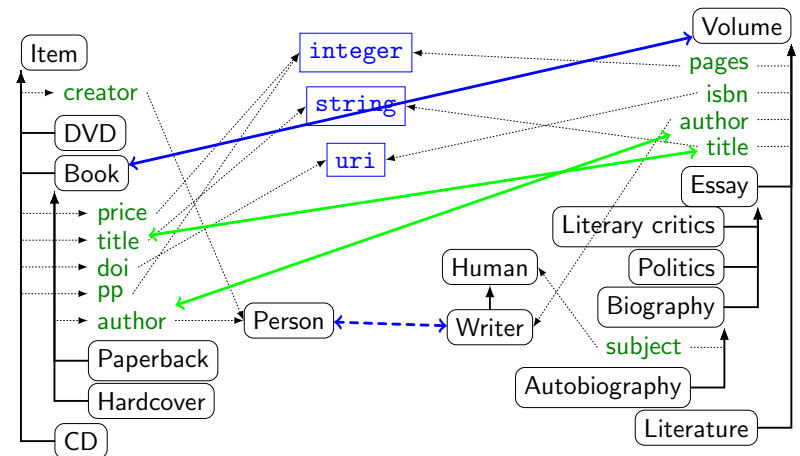 Item
creator
DVD
Book
price
title
doi
pp
author
Paperback
Hardcover
CD
integer
string
uri
Person
Human
Writer
Volume
pages
isbn
author
title
Essay
Literary critics
Politics
Biography
subject
Autobiography
Literature